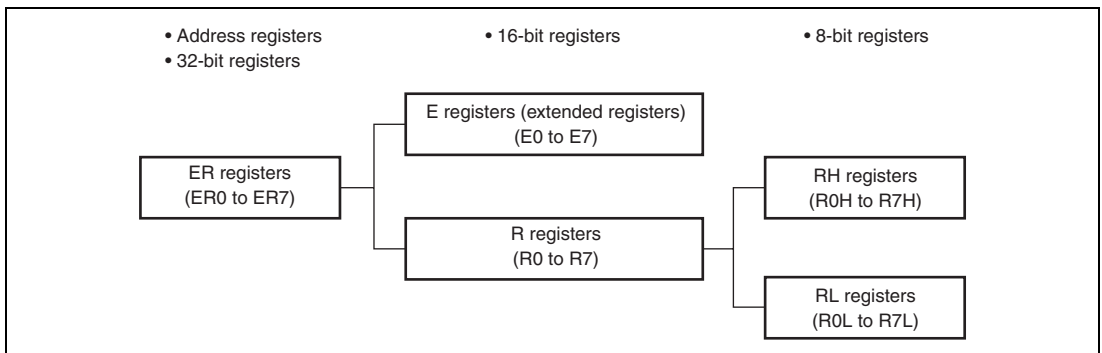 • Address registers
• 32-bit registers
• 16-bit registers
• 8-bit registers
E registers (extended registers)
(E0 to E7)
ER registers
(ER0 to ER7)
RH registers
(R0H to R7H)
R registers
(R0 to R7)
RL registers
(R0L to R7L)